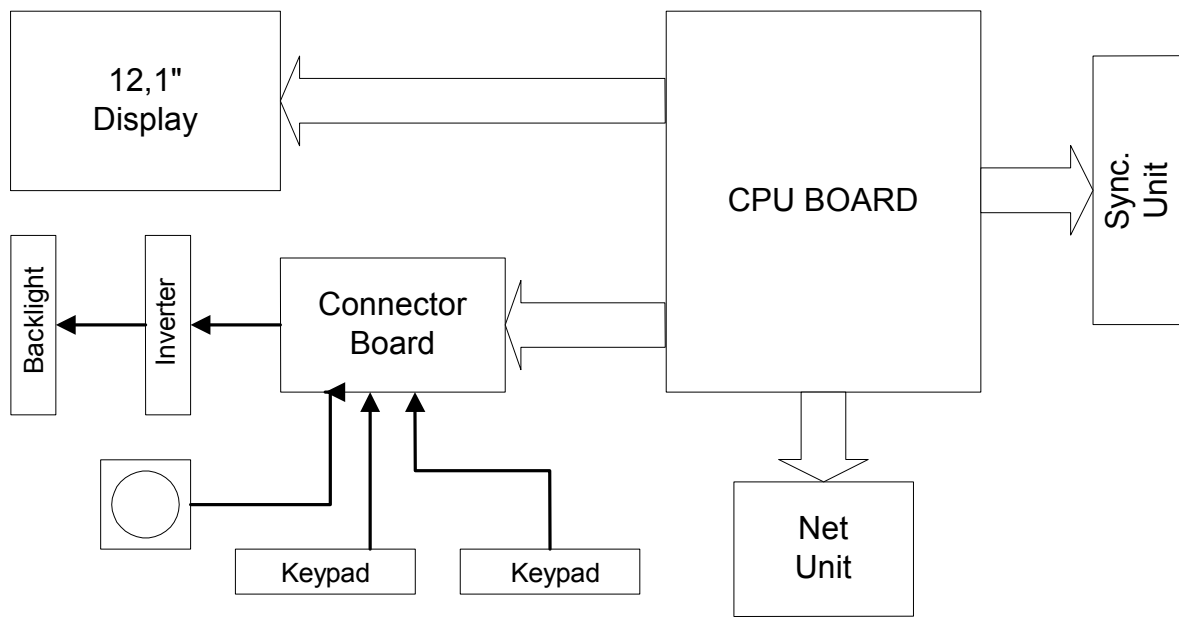 12,1"
Display
CPU BOARD
Sync.
Unit
Backlight
Inverter
Connector
Board
Keypad
Keypad
Net
Unit